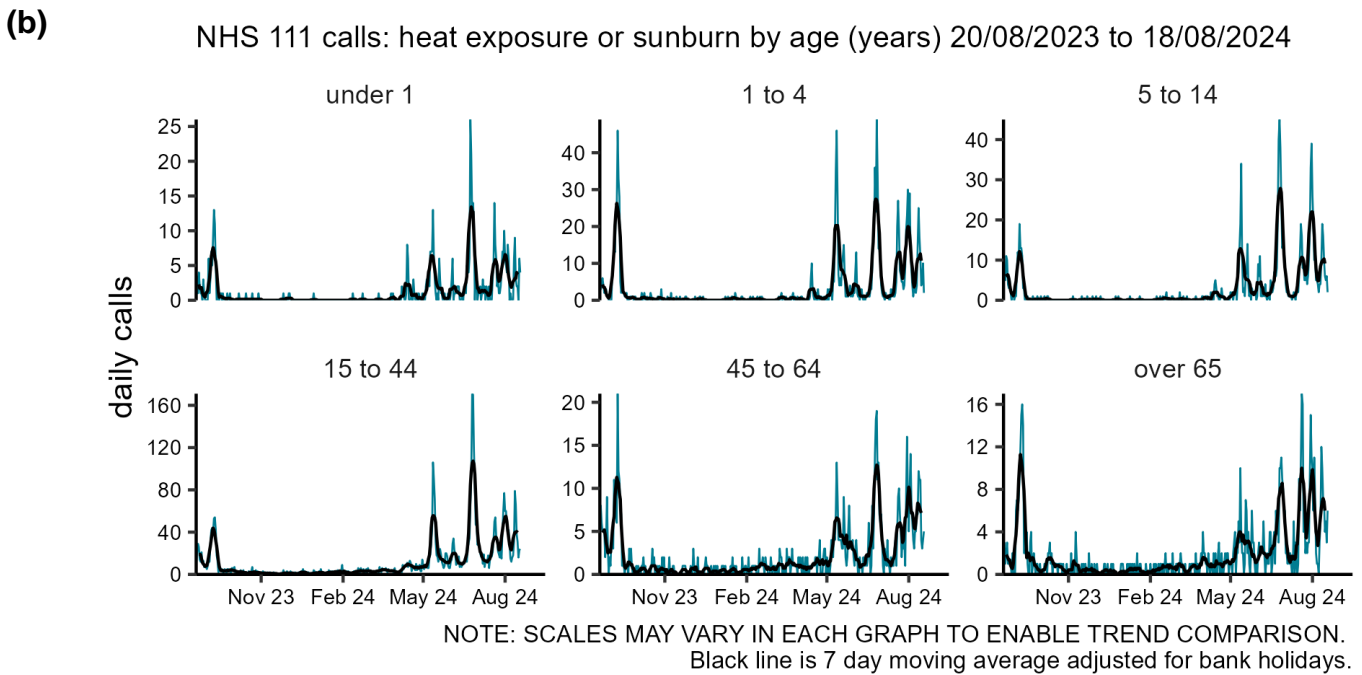 (b)
NHS 111 calls: heat exposure or sunburn by age (years) 20/08/2023 to 18/08/2024
daily calls
under 1
25
20
15
10
5
0
1 to 4
40
30
20
10
0
5 to 14
40
30
20
10
0
15 to 44
160
120
80
40
0
Nov 23 Feb 24 May 24 Aug 24
45 to 64
20
15
10
5
0
Nov 23 Feb 24 May 24 Aug 24
over 65
16
12
8
4
0
Nov 23 Feb 24 May 24 Aug 24
NOTE: SCALES MAY VARY IN EACH GRAPH TO ENABLE TREND COMPARISON.
Black line is 7 day moving average adjusted for bank holidays.